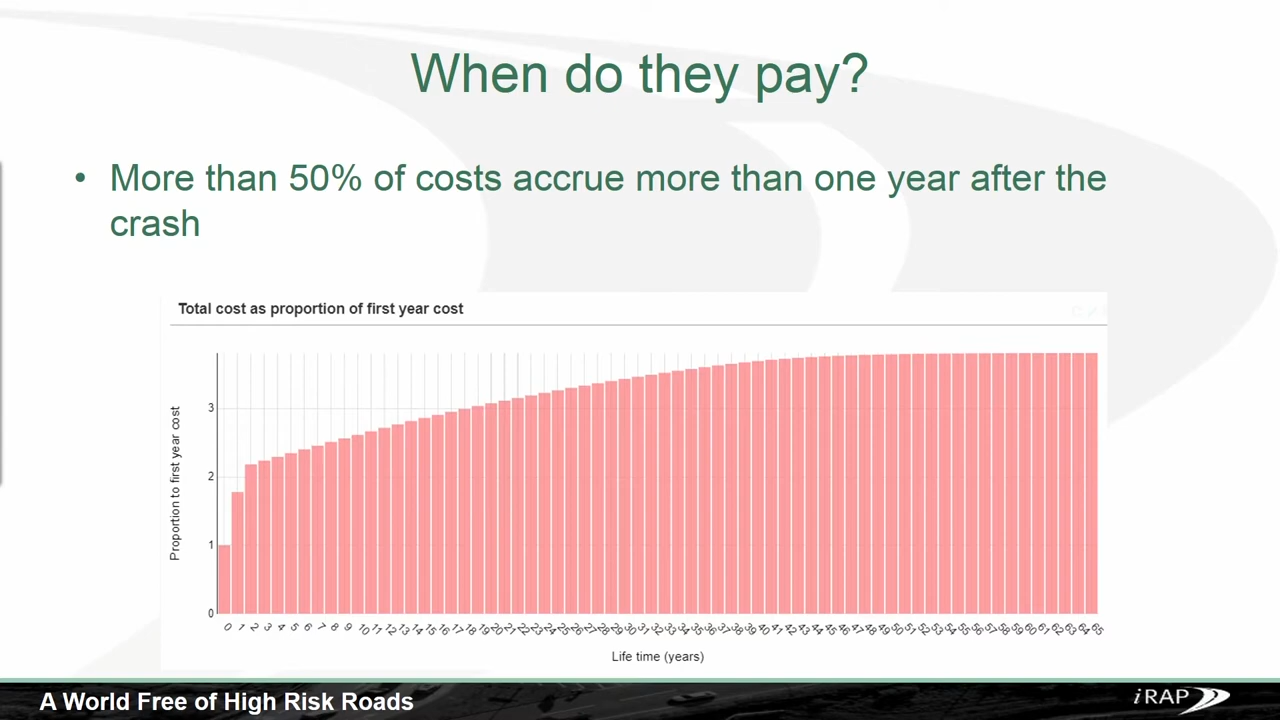 When do they pay?
• More than 50% of costs accrue more than one year after the
crash
Total cost as proportion of first year cost
Proportion to first year cost
3
2
1
0
0 1 2 3 4 5 6 7 8 9 10 11 12 13 14 15 16 17 18 19 20 21 22 23 24 25 26 27 28 29 30 31 32 33 34 35 36 37 38 39 40 41 42 43 44 45 46 47 48 49 50 51 52 53 54 55 56 57 58 59 60 61 62 63 64 65
Life time (years)
A World Free of High Risk Roads
iRAP